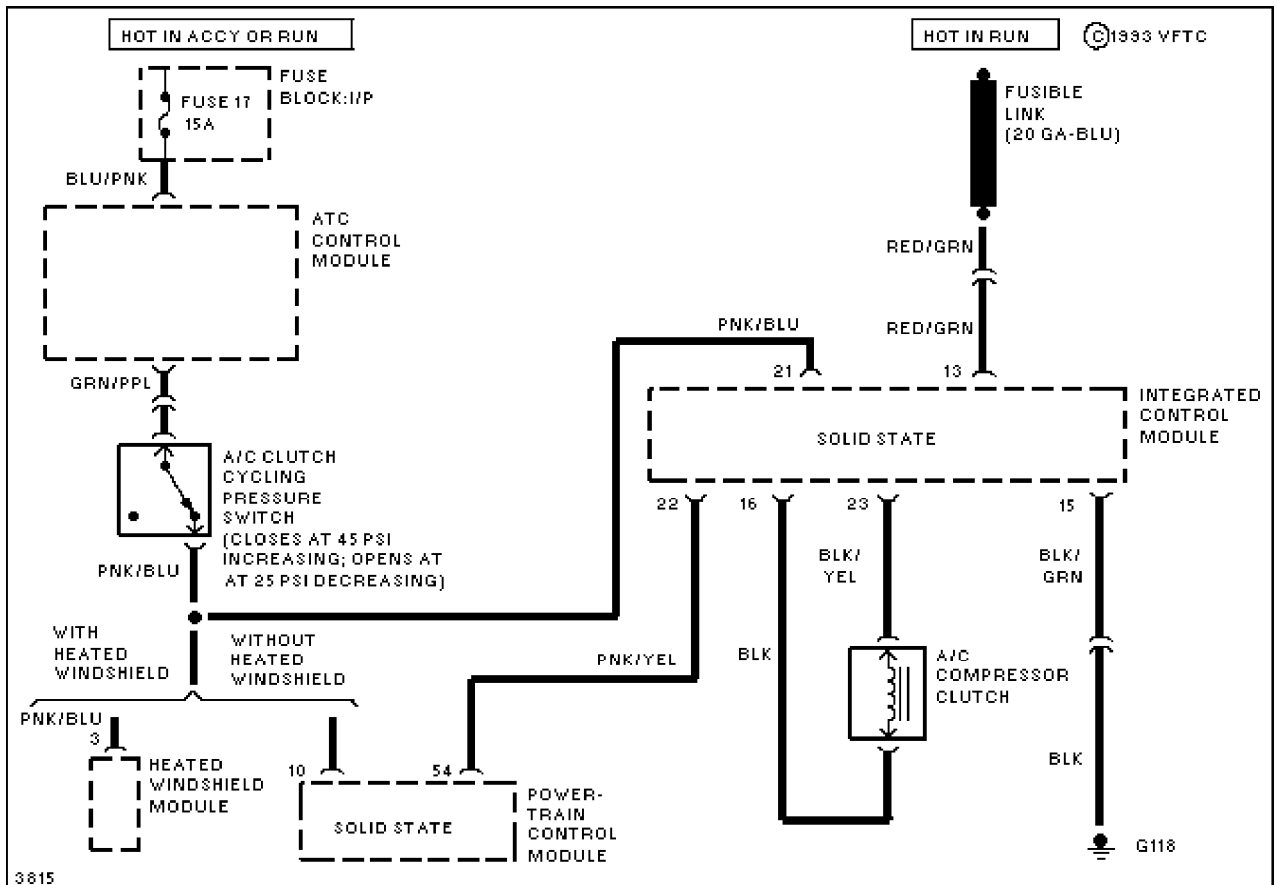 HOT IN ACCY OR RUN
HOT IN RUN
©1993 VFTC
FUSE
BLOCK:I/P
FUSE 17
15A
FUSIBLE
LINK
(20 GA-BLU)
BLU/PNK
ATC
CONTROL
MODULE
RED/GRN
PNK/BLU
RED/GRN
GRN/PPL
21
13
INTEGRATED
CONTROL
MODULE
SOLID STATE
A/C CLUTCH
CYCLING
PRESSURE
SWITCH
(CLOSES AT 45 PSI
INCREASING; OPENS AT
AT 25 PSI DECREASING)
22
16
23
15
PNK/BLU
BLK/
YEL
BLK/
GRN
WITH
HEATED
WINDSHIELD
WITHOUT
HEATED
WINDSHIELD
PNK/YEL
BLK
A/C
COMPRESSOR
CLUTCH
PNK/BLU
3
HEATED
WINDSHIELD
MODULE
10
54
SOLID STATE
POWER-
TRAIN
CONTROL
MODULE
BLK
G118
3815